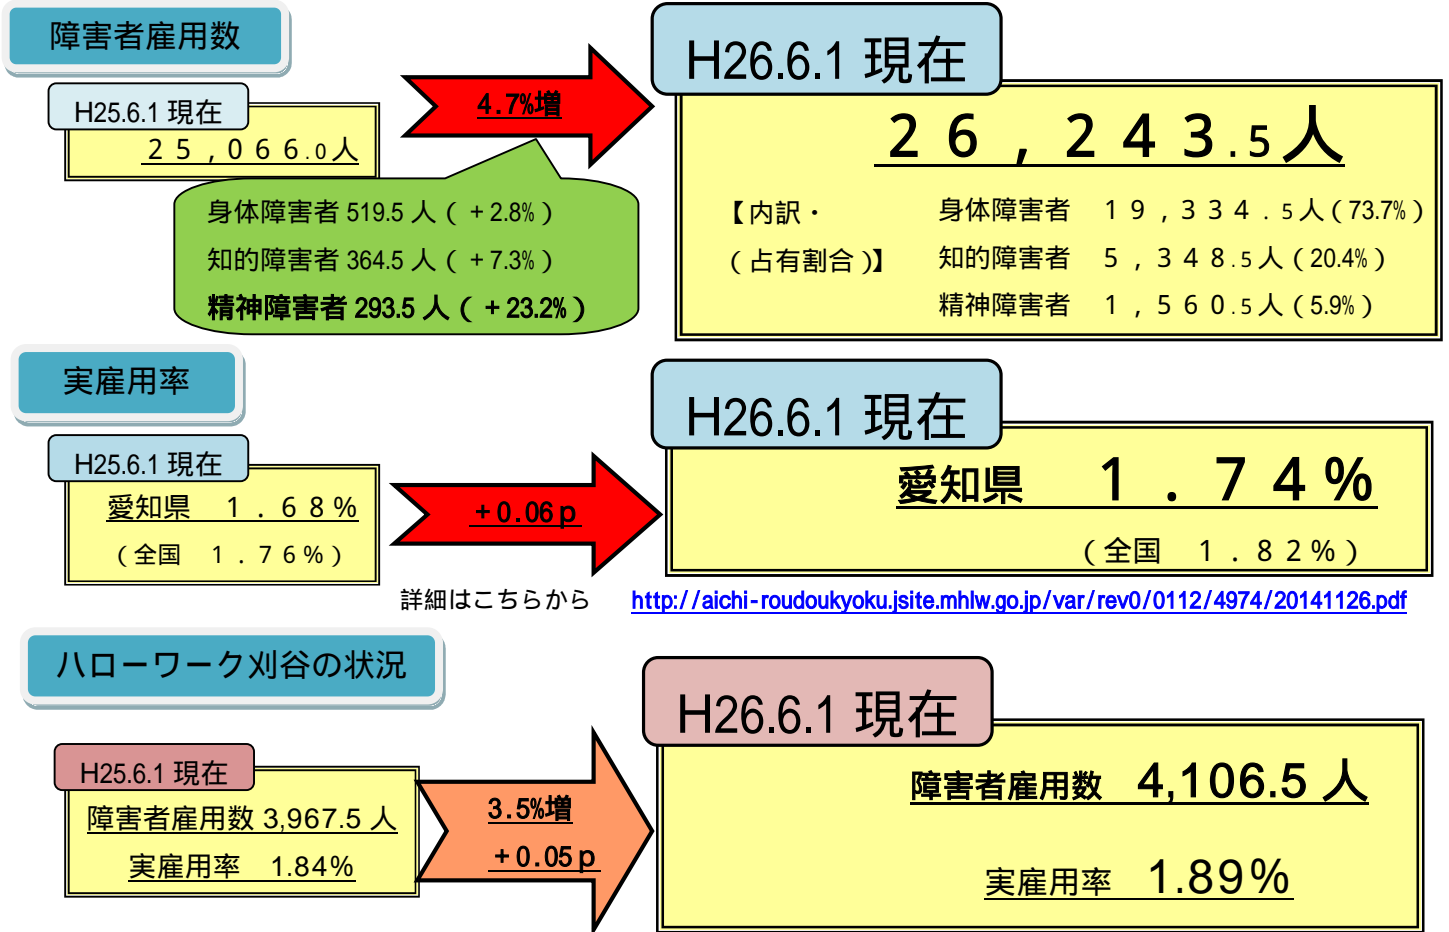 障害者雇用数
H25.6.1 現在
２５,０６６.0人
4.7%増
身体障害者 519.5 人（ +2.8%）
知的障害者 364.5 人（ +7.3%）
精神障害者 293.5 人（ +23.2%）
H26.6.1 現在
２６,２４３.5人
【内訳・ 身体障害者 １９,３３４.5人（73.7%）
（占有割合）】 知的障害者 ５,３４８.5人（20.4%）
精神障害者 １,５６０.5人（5.9%）
実雇用率
H25.6.1 現在
愛知県 １.６８%
（全国 １.７６%）
+0.06p
H26.6.1 現在
愛知県 １.７４%
（全国 １.８２%）
詳細はこちらから http://aichi-roudoukyoku.jsite.mhlw.go.jp/var/rev0/0112/4974/20141126.pdf
ハローワーク刈谷の状況
H25.6.1 現在
障害者雇用数 3,967.5 人
実雇用率 1.84%
3.5%増
+0.05p
H26.6.1 現在
障害者雇用数 4,106.5 人
実雇用率 1.89%